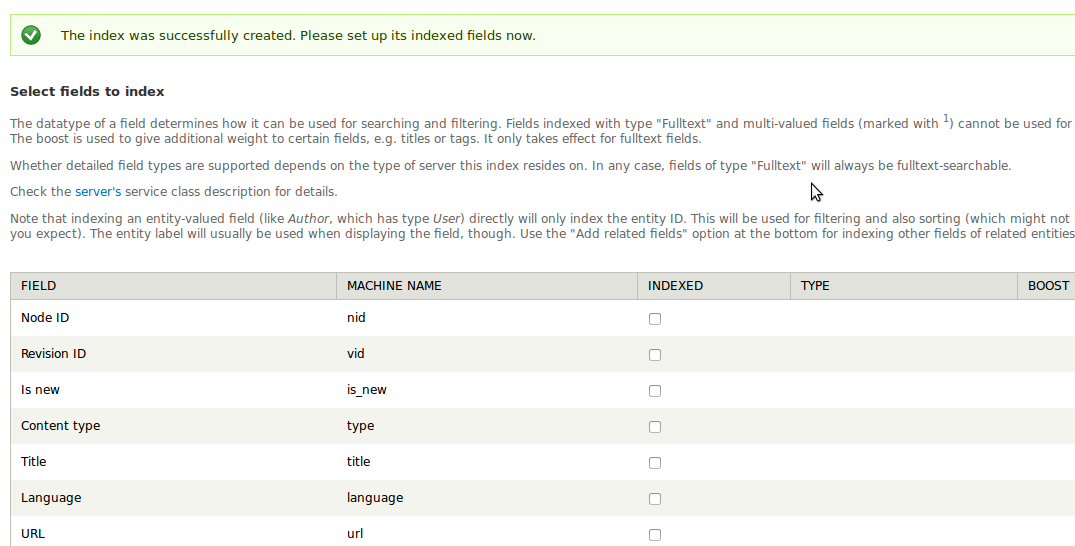 The index was successfully created. Please set up its indexed fields now.
Select fields to index
The datatype of a field determines how it can be used for searching and filtering. Fields indexed with type "Fulltext" and multi-valued fields (marked with 1) cannot be used for
The boost is used to give additional weight to certain fields, e.g. titles or tags. It only takes effect for fulltext fields.
Whether detailed field types are supported depends on the type of server this index resides on. In any case, fields of type "Fulltext" will always be fulltext-searchable.
Check the server's service class description for details.
Note that indexing an entity-valued field (like Author, which has type User) directly will only index the entity ID. This will be used for filtering and also sorting (which might not
you expect). The entity label will usually be used when displaying the field, though. Use the "Add related fields" option at the bottom for indexing other fields of related entities
FIELD MACHINE NAME INDEXED TYPE BOOST
Node ID nid
Revision ID vid
Is new is_new
Content type type
Title title
Language language
URL url